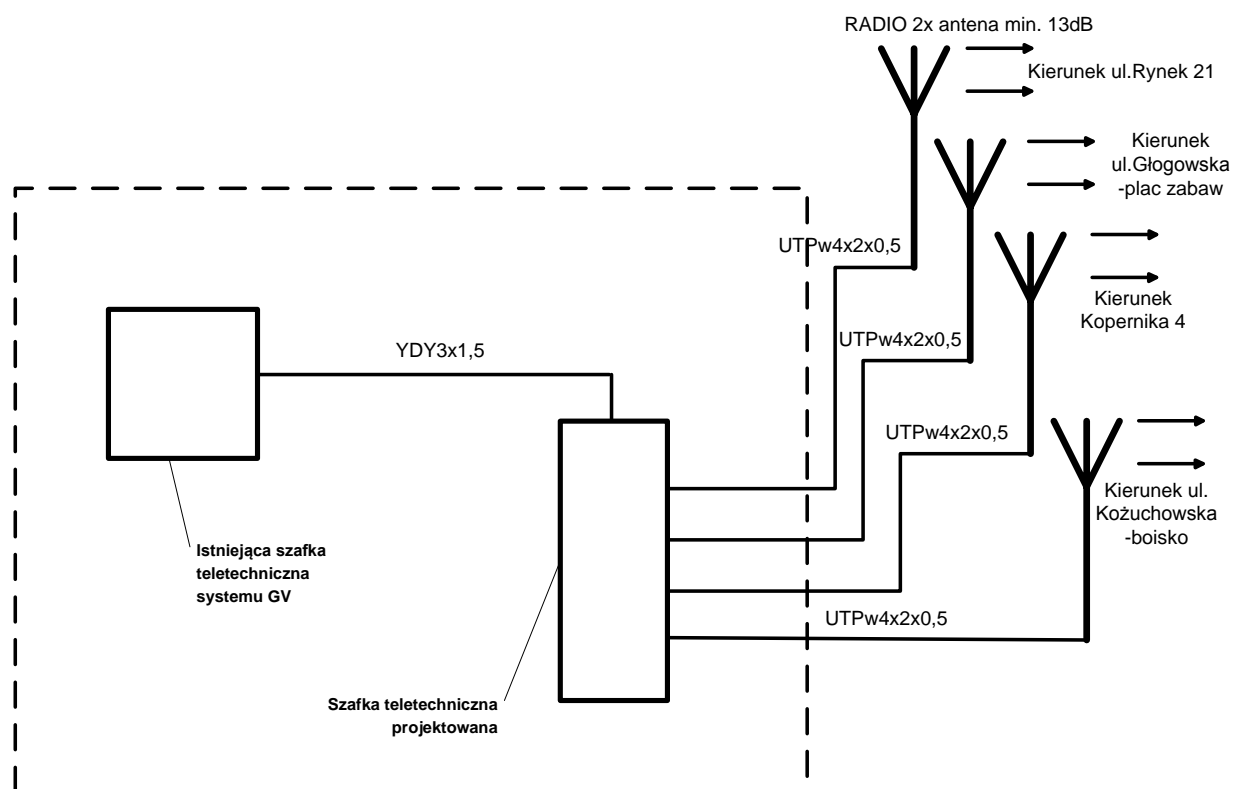 RADIO 2x antena min. 13dB
Kierunek ul.Rynek 21
Kierunek
ul.Głogowska
-plac zabaw
UTPw4x2x0,5
Kierunek
Kopernika 4
UTPw4x2x0,5
YDY3x1,5
UTPw4x2x0,5
Kierunek ul.
Kożuchowska
-boisko
Istniejąca szafka
teletechniczna
systemu GV
UTPw4x2x0,5
Szafka teletechniczna
projektowana